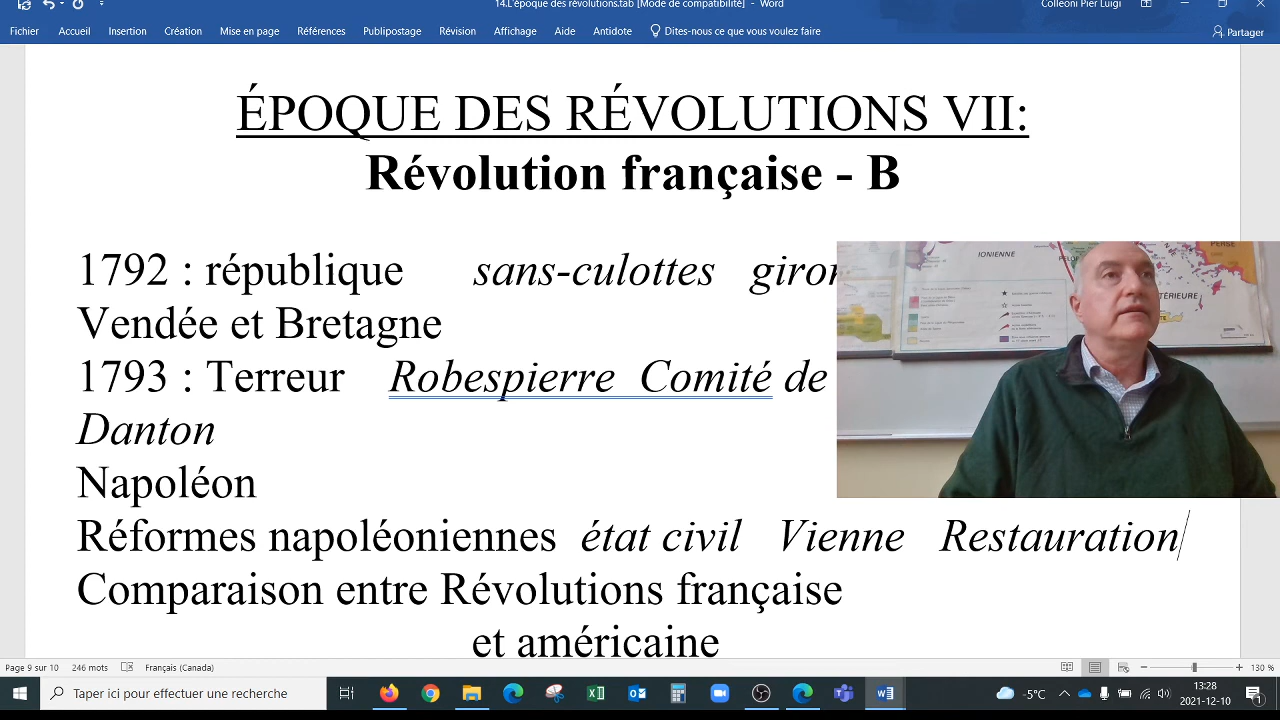 14.L'époque des révolutions.tab [Mode de compatibilité] - Word
Colleoni Pier Luigi
Fichier Accueil Insertion Création Mise en page Références Publipostage Révision Affichage Aide Antidote Dites-nous ce que vous voulez faire Partager
ÉPOQUE DES RÉVOLUTIONS VII:
Révolution française - B
1792 : république sans-culottes
Vendée et Bretagne
1793 : Terreur Robespierre Comité de
Danton
Napoléon
Réformes napoléoniennes état civil Vienne Restauration
Comparaison entre Révolutions française
et américaine
IONIENNE
PERSE
Page 9 sur 10 246 mots Français (Canada) 130 %
Taper ici pour effectuer une recherche
-5°C
13:28
2021-12-10